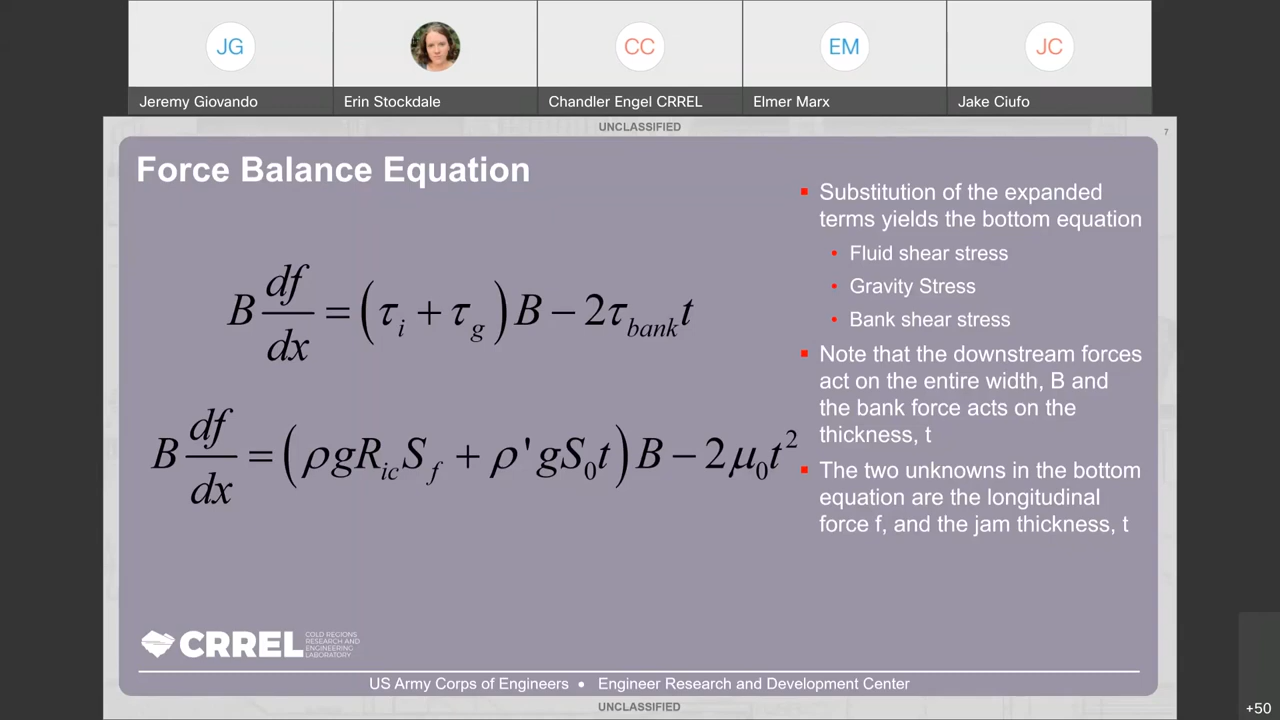 JG
CC
EM
JC
Jeremy Giovando
Erin Stockdale
Chandler Engel CRREL
Elmer Marx
Jake Ciufo
UNCLASSIFIED
7
Force Balance Equation
B df/dx = (τ_i + τ_g) B − 2τ_bank t
B df/dx = (ρgR_ic S_f + ρ'gS_0 t) B − 2μ_0 t²
Substitution of the expanded
terms yields the bottom equation
Fluid shear stress
Gravity Stress
Bank shear stress
Note that the downstream forces
act on the entire width, B and
the bank force acts on the
thickness, t
The two unknowns in the bottom
equation are the longitudinal
force f, and the jam thickness, t
CRREL
COLD REGIONS
RESEARCH AND
ENGINEERING
LABORATORY
US Army Corps of Engineers • Engineer Research and Development Center
UNCLASSIFIED
+50